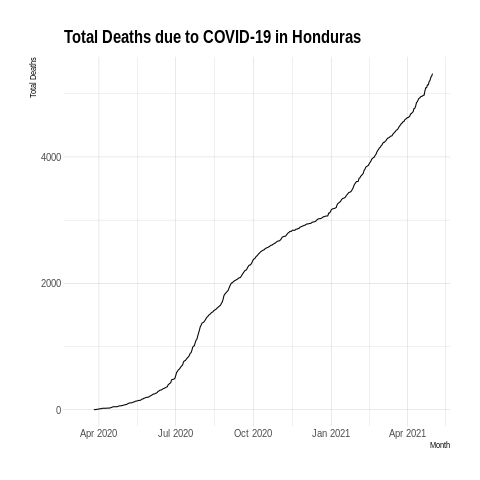 Total Deaths due to COVID-19 in Honduras
Total Deaths
4000
2000
0
Apr 2020 Jul 2020 Oct 2020 Jan 2021 Apr 2021
Month